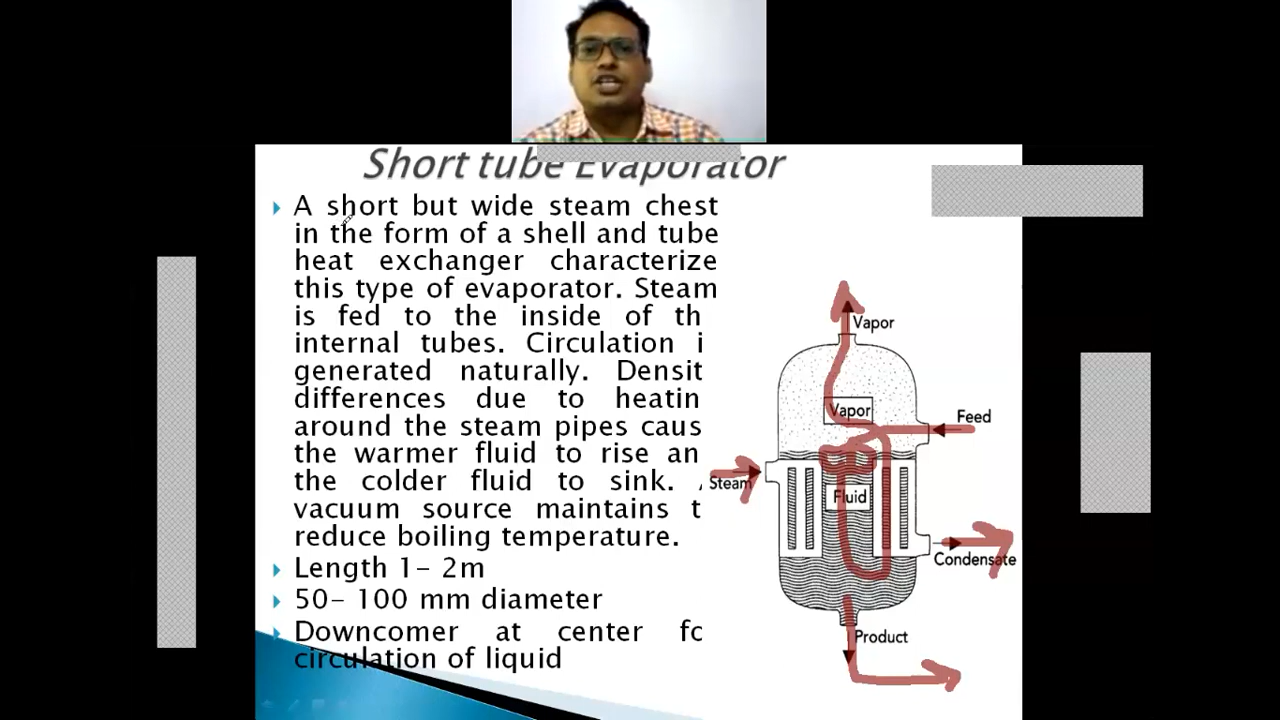 Short tube Evaporator
A short but wide steam chest
in the form of a shell and tube
heat exchanger characterize
this type of evaporator. Steam
is fed to the inside of th
internal tubes. Circulation i
generated naturally. Densit
differences due to heatin
around the steam pipes caus
the warmer fluid to rise an
the colder fluid to sink.
vacuum source maintains t
reduce boiling temperature.
Length 1- 2m
50- 100 mm diameter
Downcomer at center fo
circulation of liquid
Vapor
Vapor
Feed
Steam
Fluid
Condensate
Product